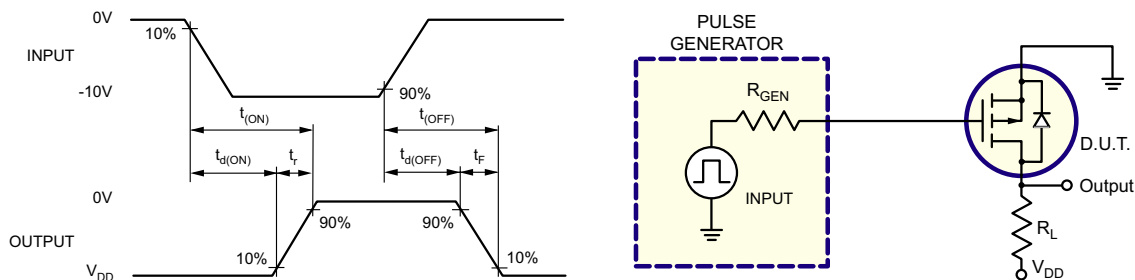 0V
10%
INPUT
-10V
90%
t(ON)
t(OFF)
td(ON)
tr
td(OFF)
tF
0V
90%
90%
OUTPUT
10%
10%
VDD
PULSE
GENERATOR
RGEN
INPUT
D.U.T.
Output
RL
VDD